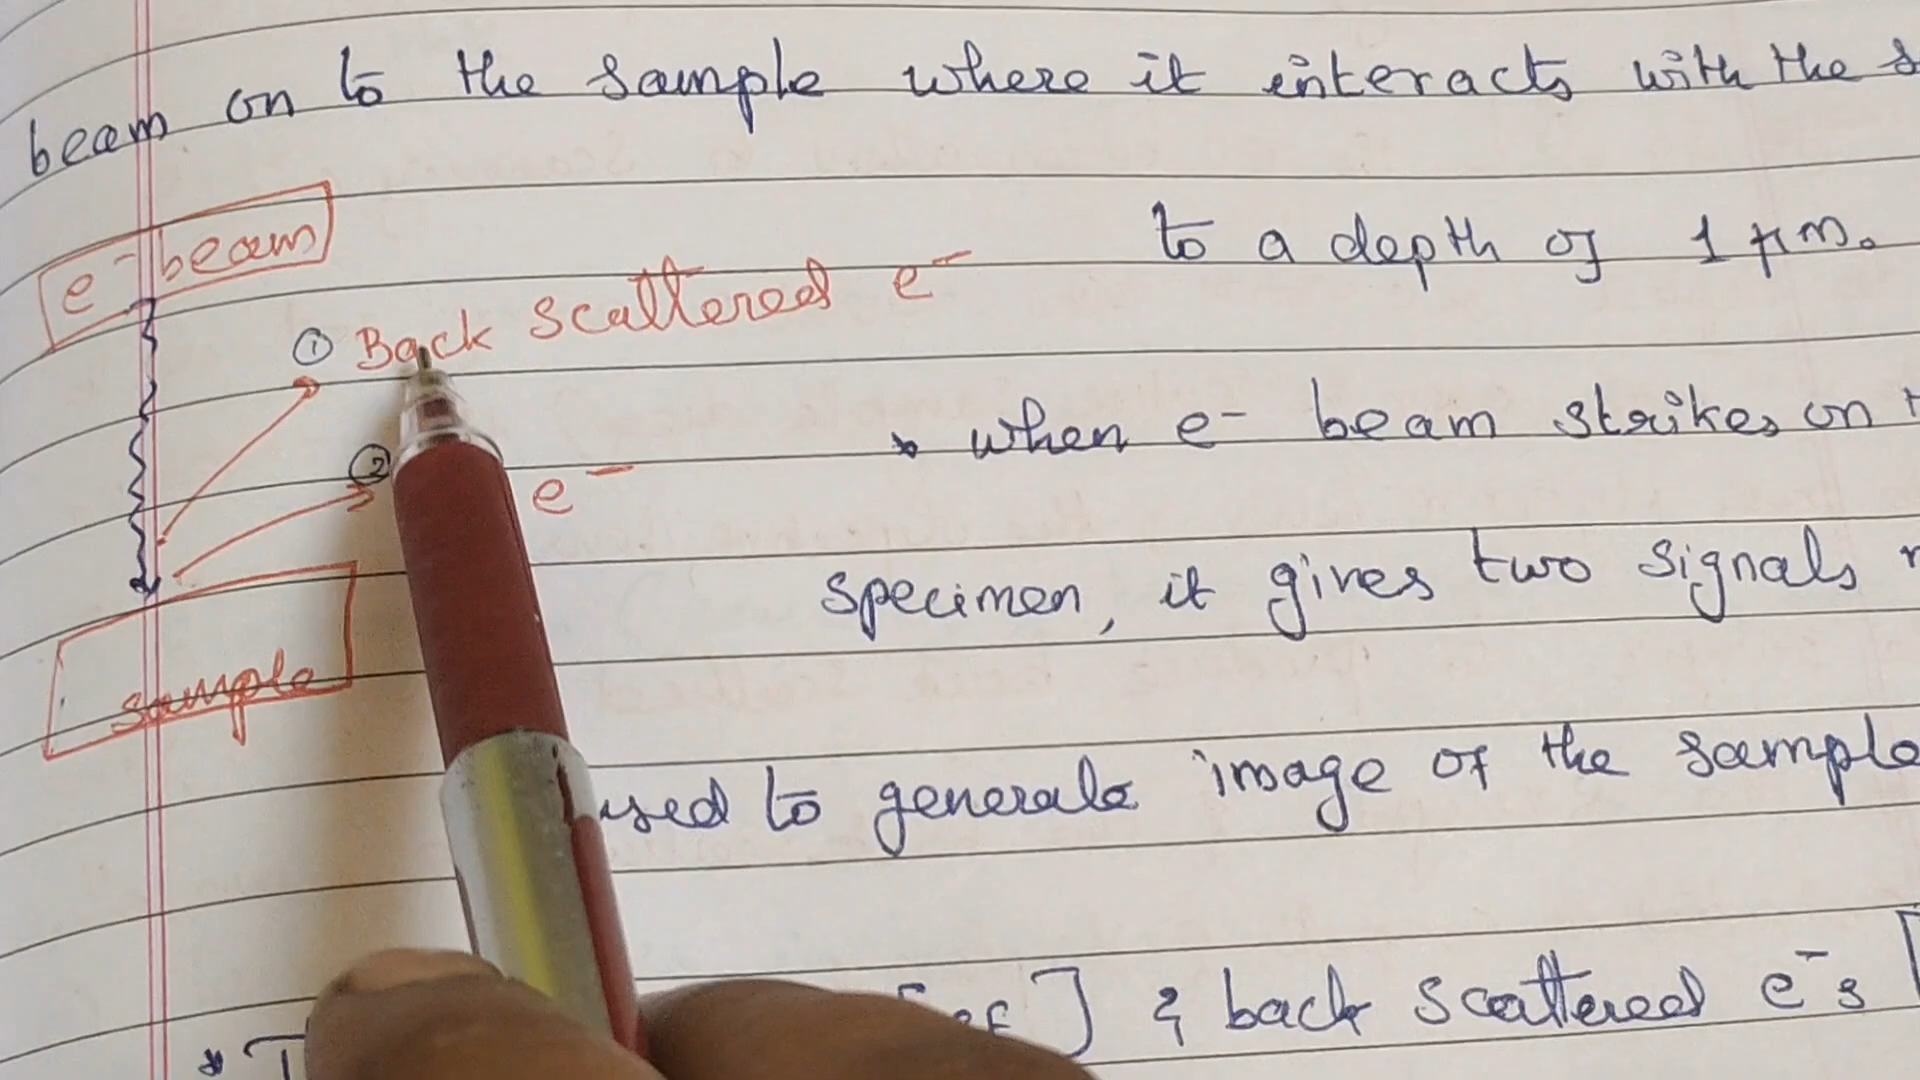 beam on to the sample where it interacts with the
e⁻ beam
to a depth of 1 μm.
① Back scattered e⁻
* when e⁻ beam strikes on
② e⁻
specimen, it gives two signals
sample
used to generate image of the sample
] & back scattered e⁻s [
*